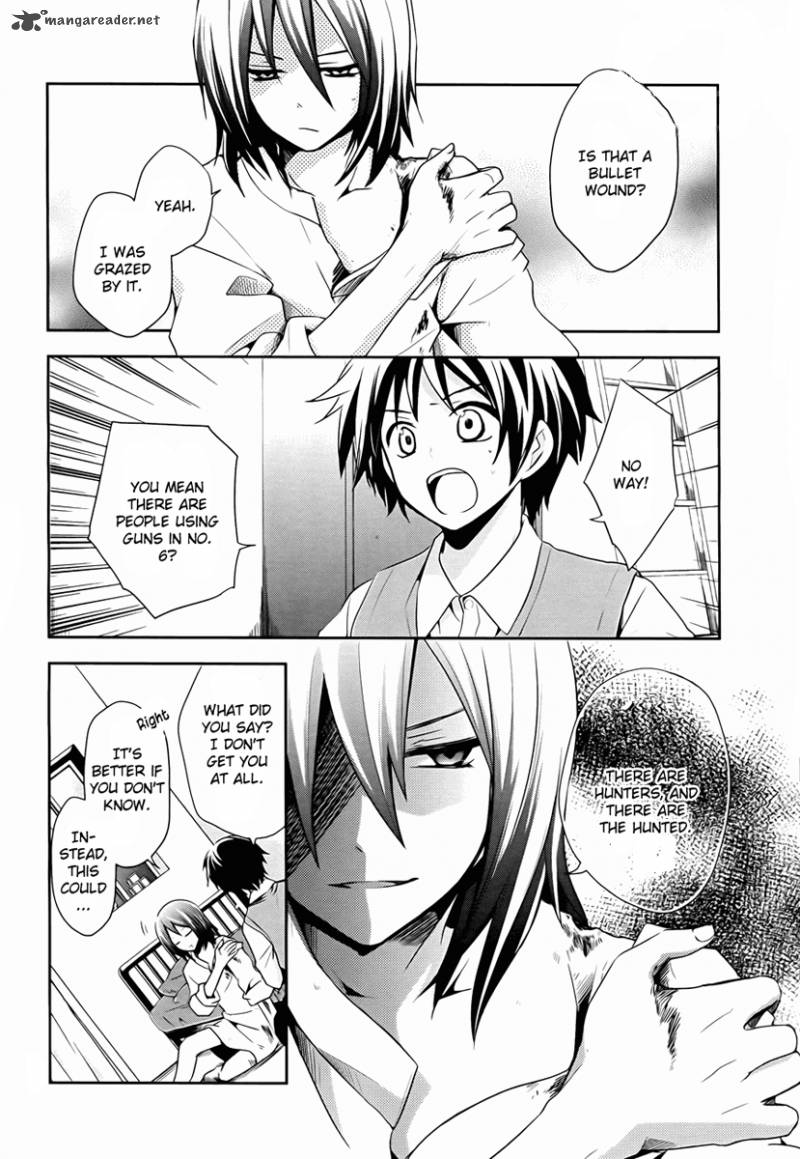 mangareader.net
IS THAT A
BULLET
WOUND?
YEAH.
I WAS
GRAZED
BY IT.
NO
WAY!
YOU MEAN
THERE ARE
PEOPLE USING
GUNS IN NO.
6?
THERE ARE
HUNTERS, AND
THERE ARE
THE HUNTED.
WHAT DID
YOU SAY?
I DON'T
GET YOU
AT ALL.
Right
IT'S
BETTER IF
YOU DON'T
KNOW.
IN-
STEAD,
THIS
COULD
...